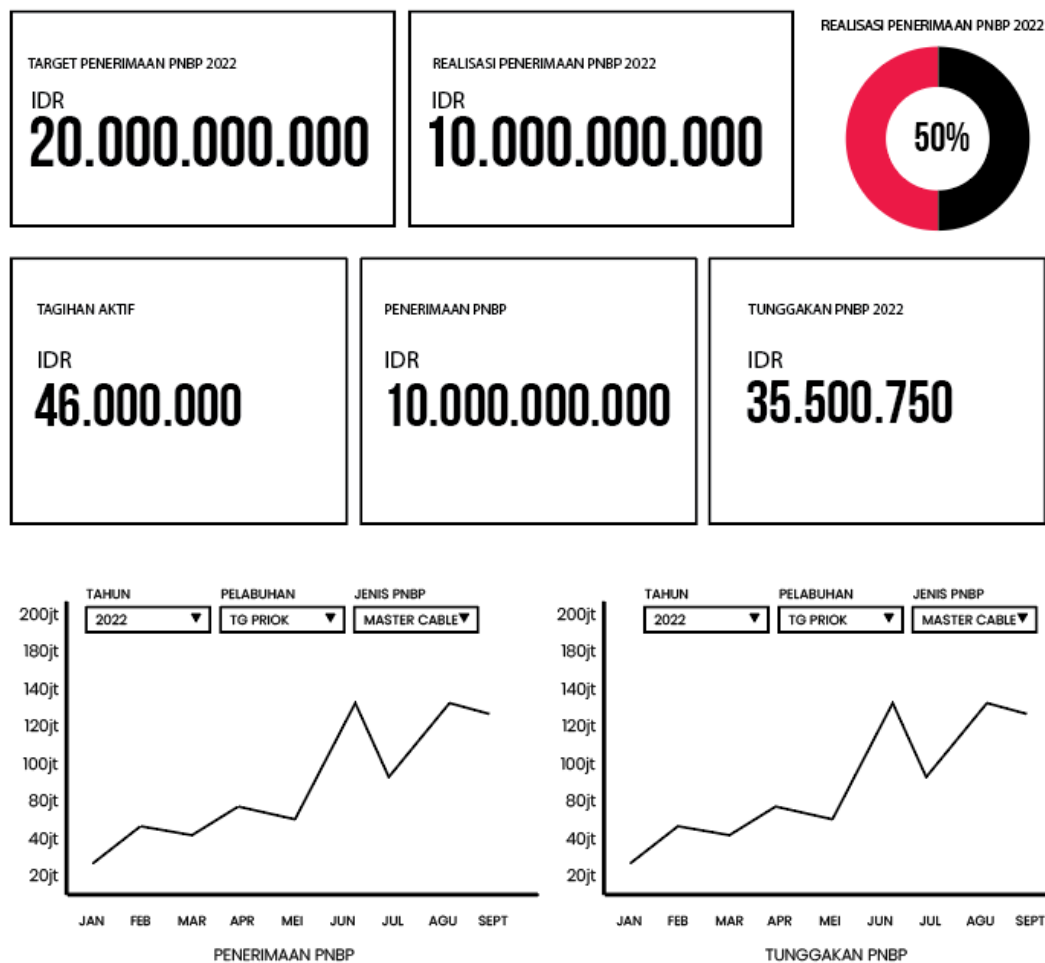 TARGET PENERIMAAN PNBP 2022
IDR
20.000.000.000
REALISASI PENERIMAAN PNBP 2022
IDR
10.000.000.000
REALISASI PENERIMAAN PNBP 2022
50%
TAGIHAN AKTIF
IDR
46.000.000
PENERIMAAN PNBP
IDR
10.000.000.000
TUNGGAKAN PNBP 2022
IDR
35.500.750
TAHUN PELABUHAN JENIS PNBP
2022 TG PRIOK MASTER CABLE
200jt
180jt
140jt
120jt
100jt
80jt
40jt
20jt
JAN FEB MAR APR MEI JUN JUL AGU SEPT
PENERIMAAN PNBP
TAHUN PELABUHAN JENIS PNBP
2022 TG PRIOK MASTER CABLE
200jt
180jt
140jt
120jt
100jt
80jt
40jt
20jt
JAN FEB MAR APR MEI JUN JUL AGU SEPT
TUNGGAKAN PNBP